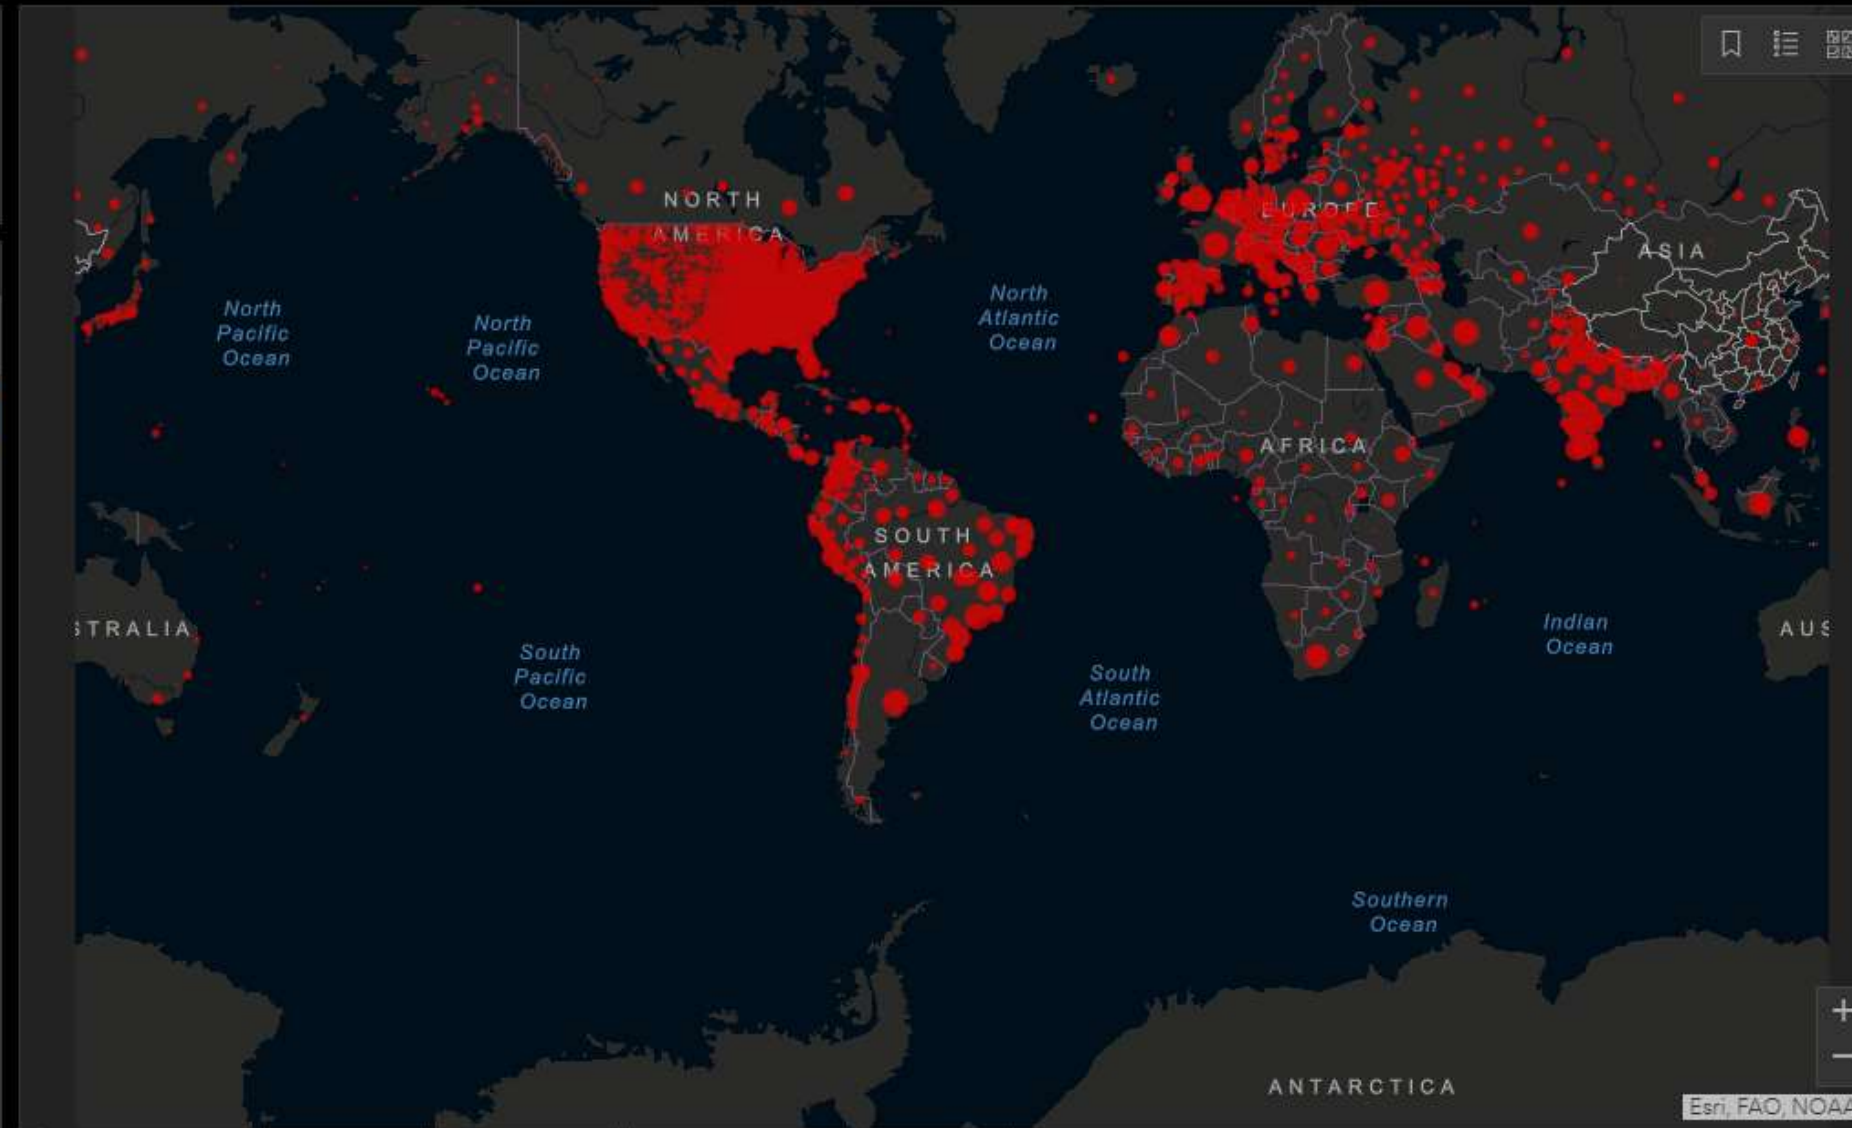 NORTH
AMERICA
EUROPE
ASIA
North
Pacific
Ocean
North
Pacific
Ocean
North
Atlantic
Ocean
AFRICA
SOUTH
AMERICA
STRALIA
South
Pacific
Ocean
South
Atlantic
Ocean
Indian
Ocean
AUS
Southern
Ocean
ANTARCTICA
Esri, FAO, NOAA